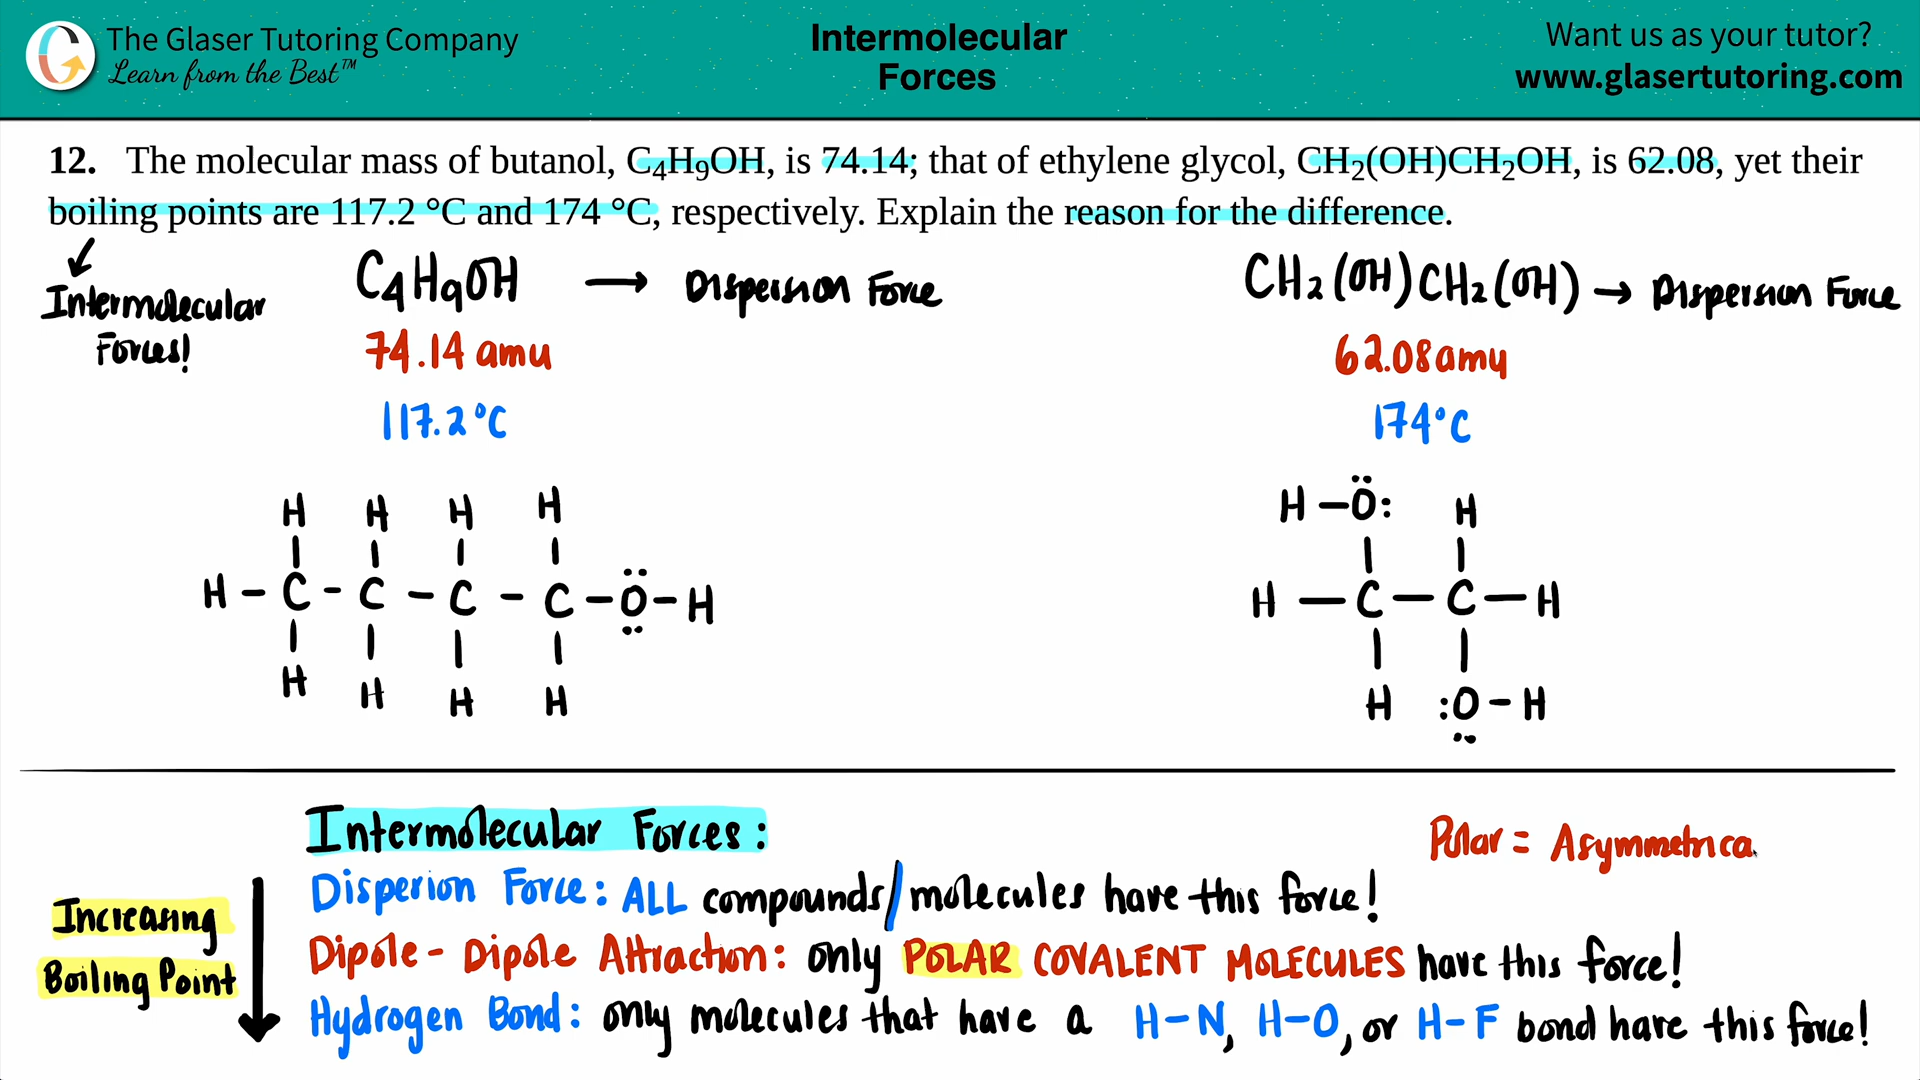 The Glaser Tutoring Company
Learn from the Best™
Intermolecular
Forces
Want us as your tutor?
www.glasertutoring.com
12. The molecular mass of butanol, C₄H₉OH, is 74.14; that of ethylene glycol, CH₂(OH)CH₂OH, is 62.08, yet their
boiling points are 117.2 °C and 174 °C, respectively. Explain the reason for the difference.
↙
Intermolecular
Forces!
C₄H₉OH → Dispersion Force
74.14 amu
117.2°C
CH₂(OH)CH₂(OH) → Dispersion Force
62.08amu
174°C
H H H H
H - C - C - C - C - Ö - H
H H H H
H - Ö: H
H - C - C - H
H :O - H
Intermolecular Forces:
Polar = Asymmetrica
Increasing
Boiling Point
Disperion Force: ALL compounds/molecules have this force!
Dipole - Dipole Attraction: only POLAR COVALENT MOLECULES have this force!
Hydrogen Bond: only molecules that have a H-N, H-O, or H-F bond have this force!